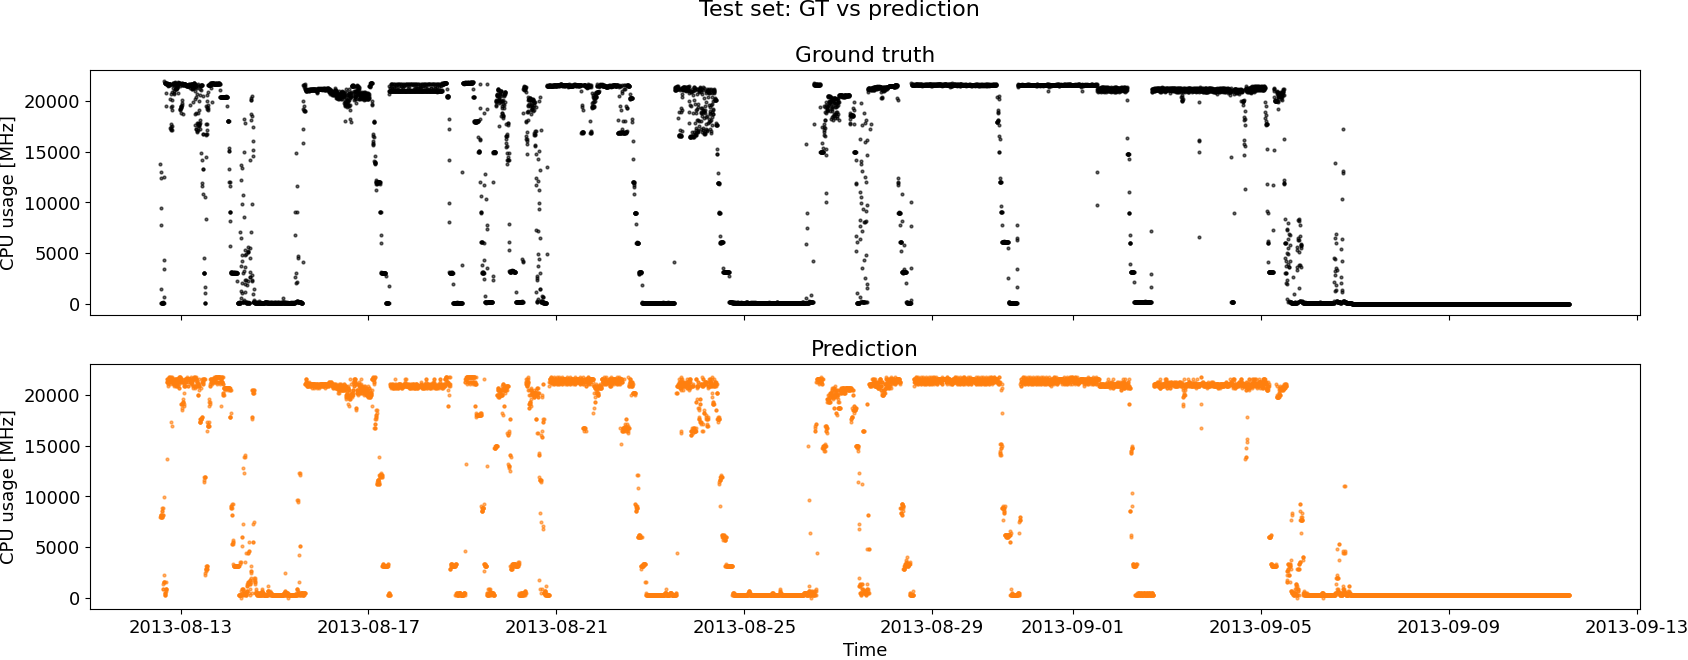 Test set: GT vs prediction
Ground truth
CPU usage [MHz]
20000
15000
10000
5000
0
Prediction
CPU usage [MHz]
20000
15000
10000
5000
0
2013-08-13 2013-08-17 2013-08-21 2013-08-25 2013-08-29 2013-09-01 2013-09-05 2013-09-09 2013-09-13
Time